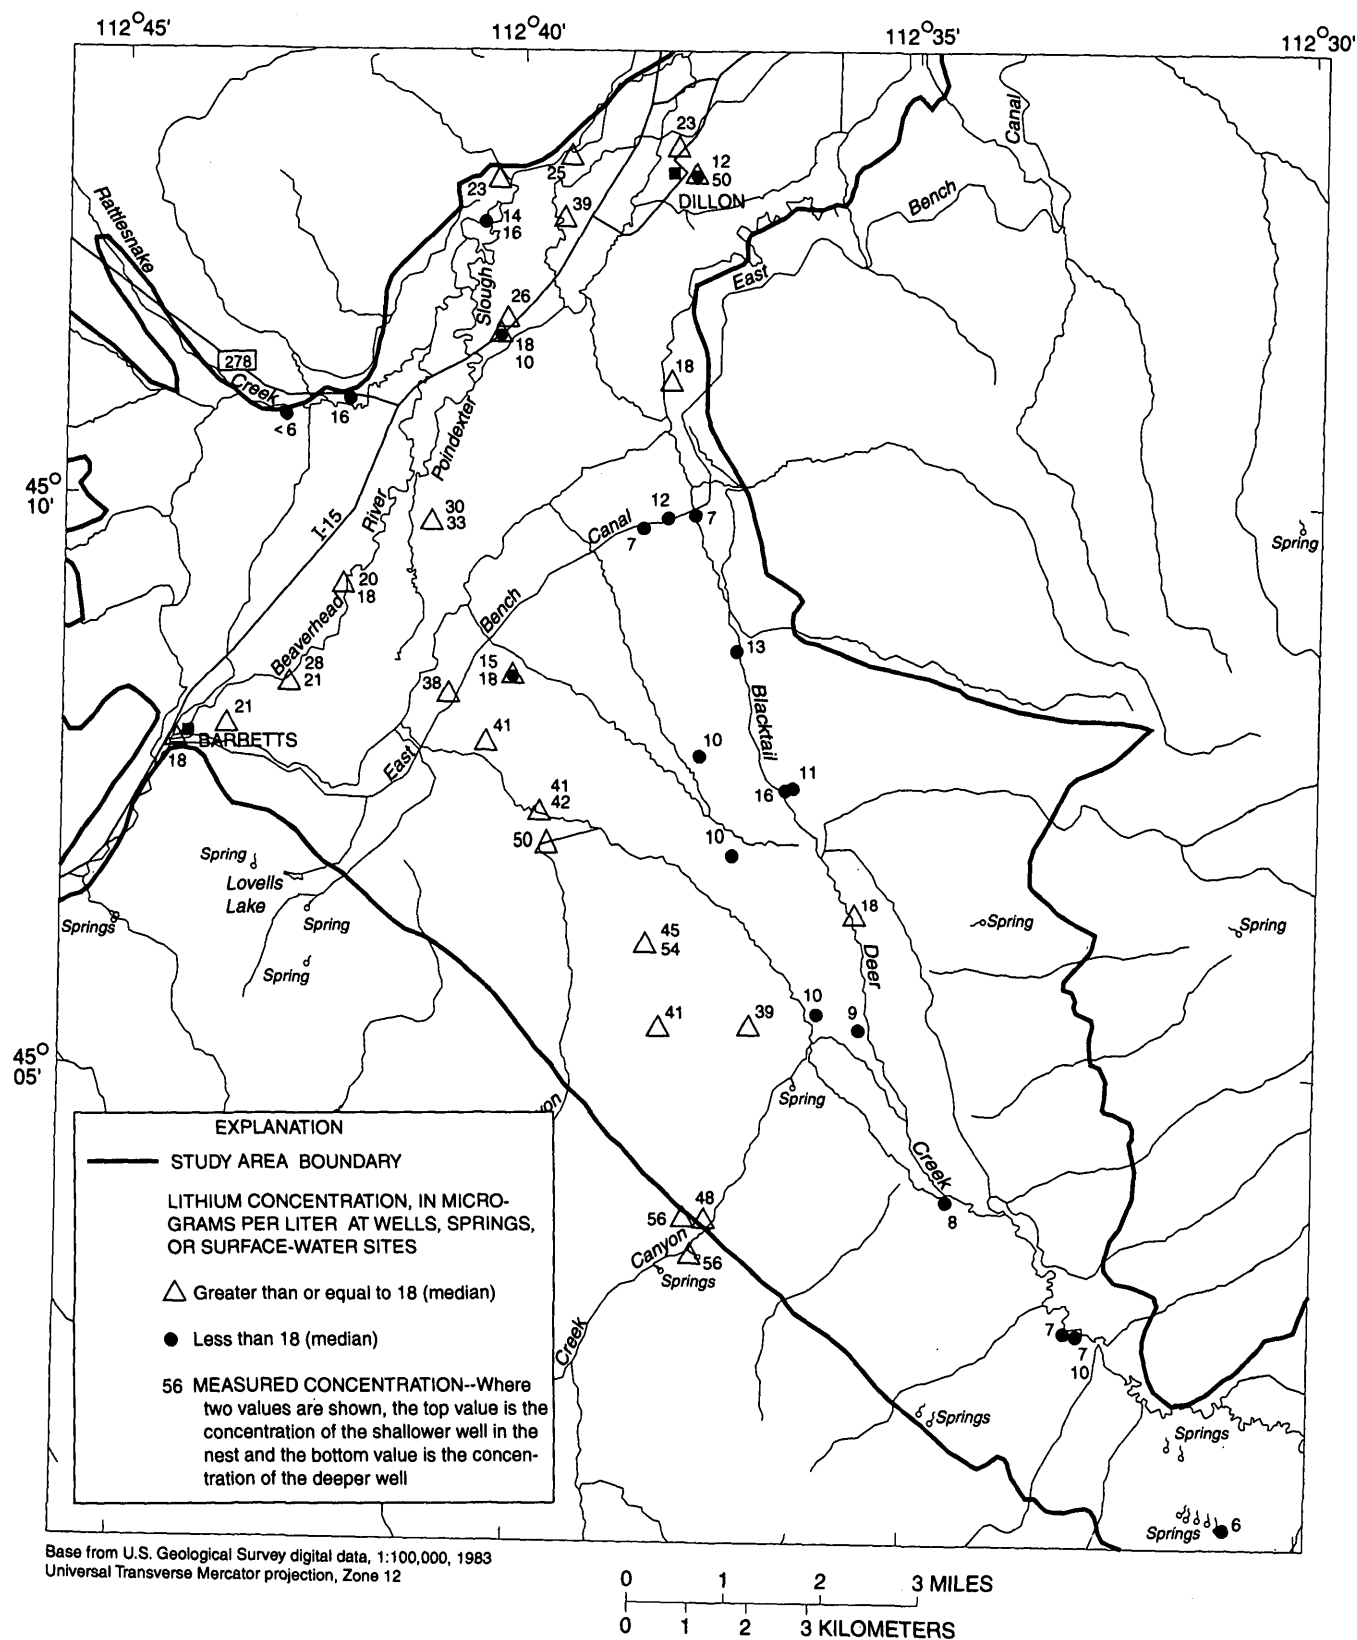 112°45'
112°40'
112°35'
112°30'
Canal
23
12
50
DILLON
25
23
39
14
16
Bench
East
Rattlesnake
Slough
26
18
10
278
Creek
18
16
<6
Poindexter
45°
10'
I-15
River
30
33
Canal
12
7
7
Spring
20
18
Bench
Beaverhead
28
21
13
15
18
38
Blacktail
21
41
10
BARRETTS
18
East
11
16
41
42
50
10
Spring
Lovells
Lake
Spring
Springs
Spring
18
Spring
Spring
45
54
Deer
41
39
10
9
45°
05'
Spring
yon
EXPLANATION
STUDY AREA BOUNDARY
LITHIUM CONCENTRATION, IN MICRO-
GRAMS PER LITER AT WELLS, SPRINGS,
OR SURFACE-WATER SITES
Greater than or equal to 18 (median)
Less than 18 (median)
56 MEASURED CONCENTRATION--Where
two values are shown, the top value is the
concentration of the shallower well in the
nest and the bottom value is the concen-
tration of the deeper well
Creek
8
48
56
Canyon
56
Springs
Creek
7
7
10
Springs
Springs
Springs
6
Base from U.S. Geological Survey digital data, 1:100,000, 1983
Universal Transverse Mercator projection, Zone 12
0 1 2 3 MILES
0 1 2 3 KILOMETERS